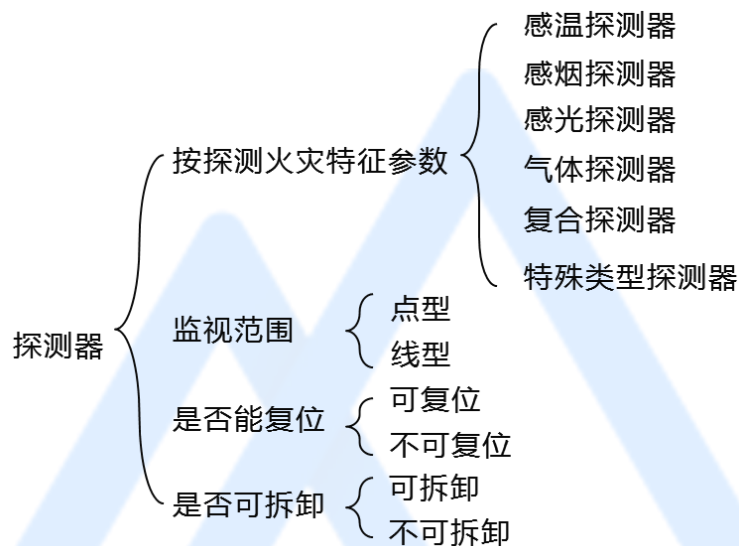 探测器
按探测火灾特征参数
感温探测器
感烟探测器
感光探测器
气体探测器
复合探测器
特殊类型探测器
监视范围
点型
线型
是否能复位
可复位
不可复位
是否可拆卸
可拆卸
不可拆卸